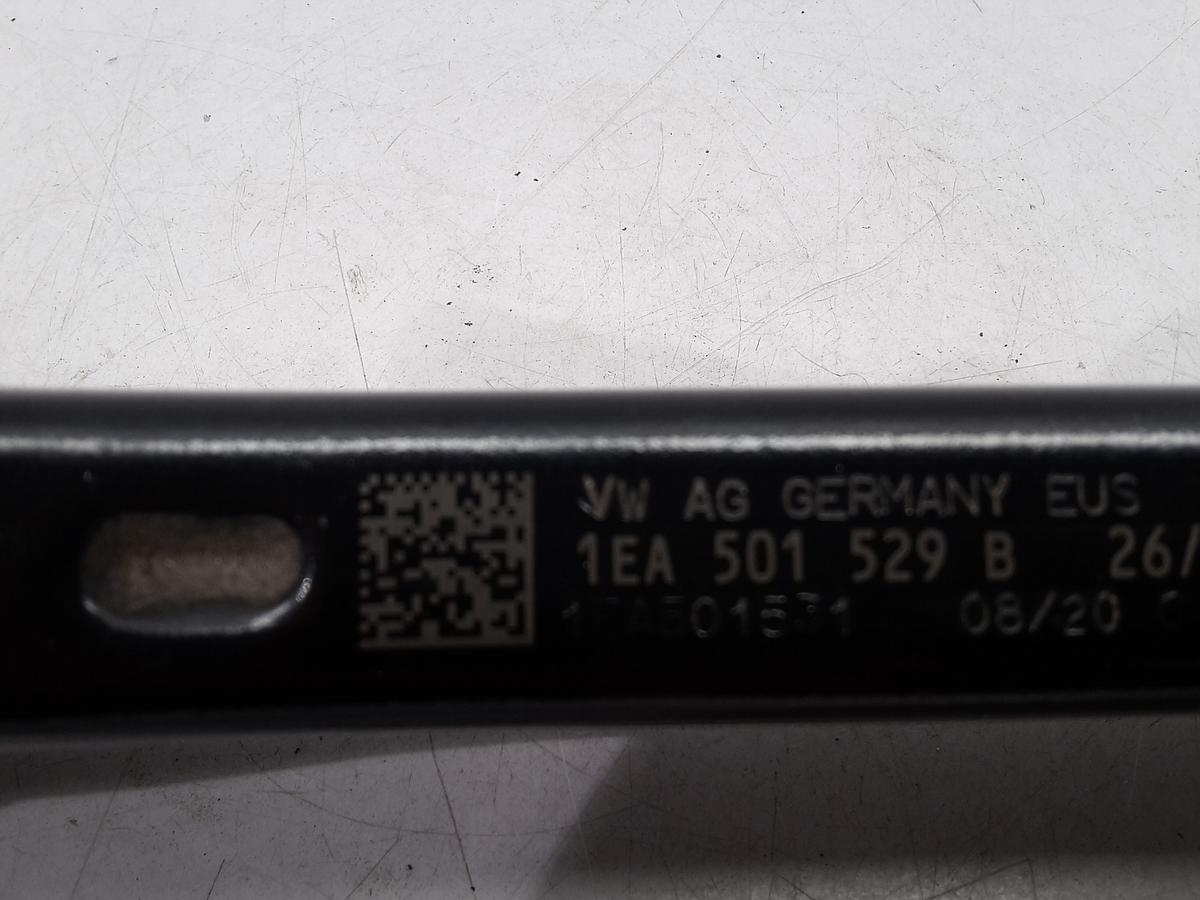 VW AG GERMANY EUS
1EA 501 529 B 26/
08/20